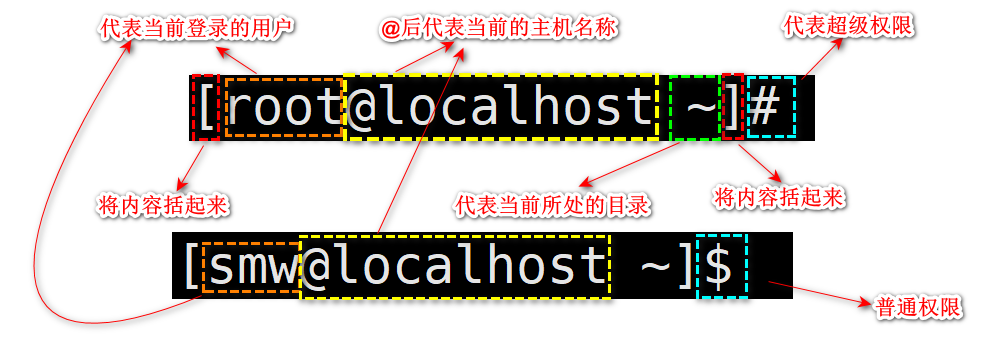 代表当前登录的用户
@后代表当前的主机名称
代表超级权限
[root@localhost ~]#
将内容括起来
代表当前所处的目录
将内容括起来
[smw@localhost ~]$
普通权限